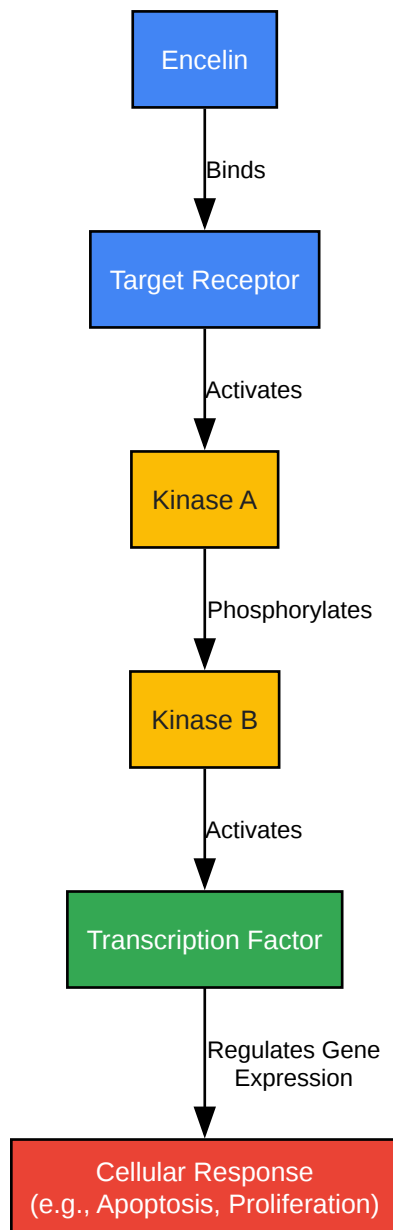 Encelin
Binds
Target Receptor
Activates
Kinase A
Phosphorylates
Kinase B
Activates
Transcription Factor
Regulates Gene
Expression
Cellular Response
(e.g., Apoptosis, Proliferation)